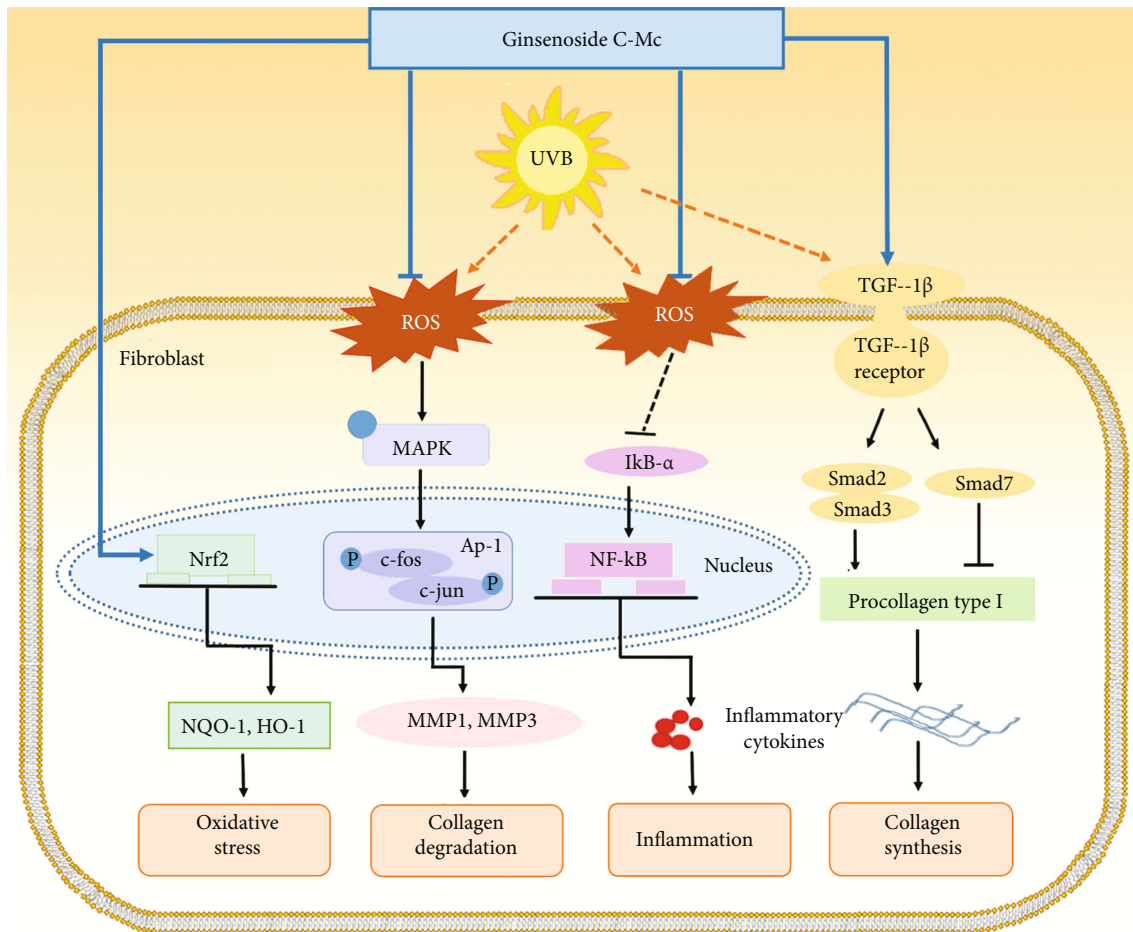 Ginsenoside C-Mc
UVB
TGF--1β
ROS
ROS
Fibroblast
TGF--1β
receptor
MAPK
IkB-α
Smad2
Smad3
Smad7
Nrf2
Ap-1
P
c-fos
c-jun
P
NF-kB
Nucleus
Procollagen type I
NQO-1, HO-1
MMP1, MMP3
Inflammatory
cytokines
Oxidative
stress
Collagen
degradation
Inflammation
Collagen
synthesis